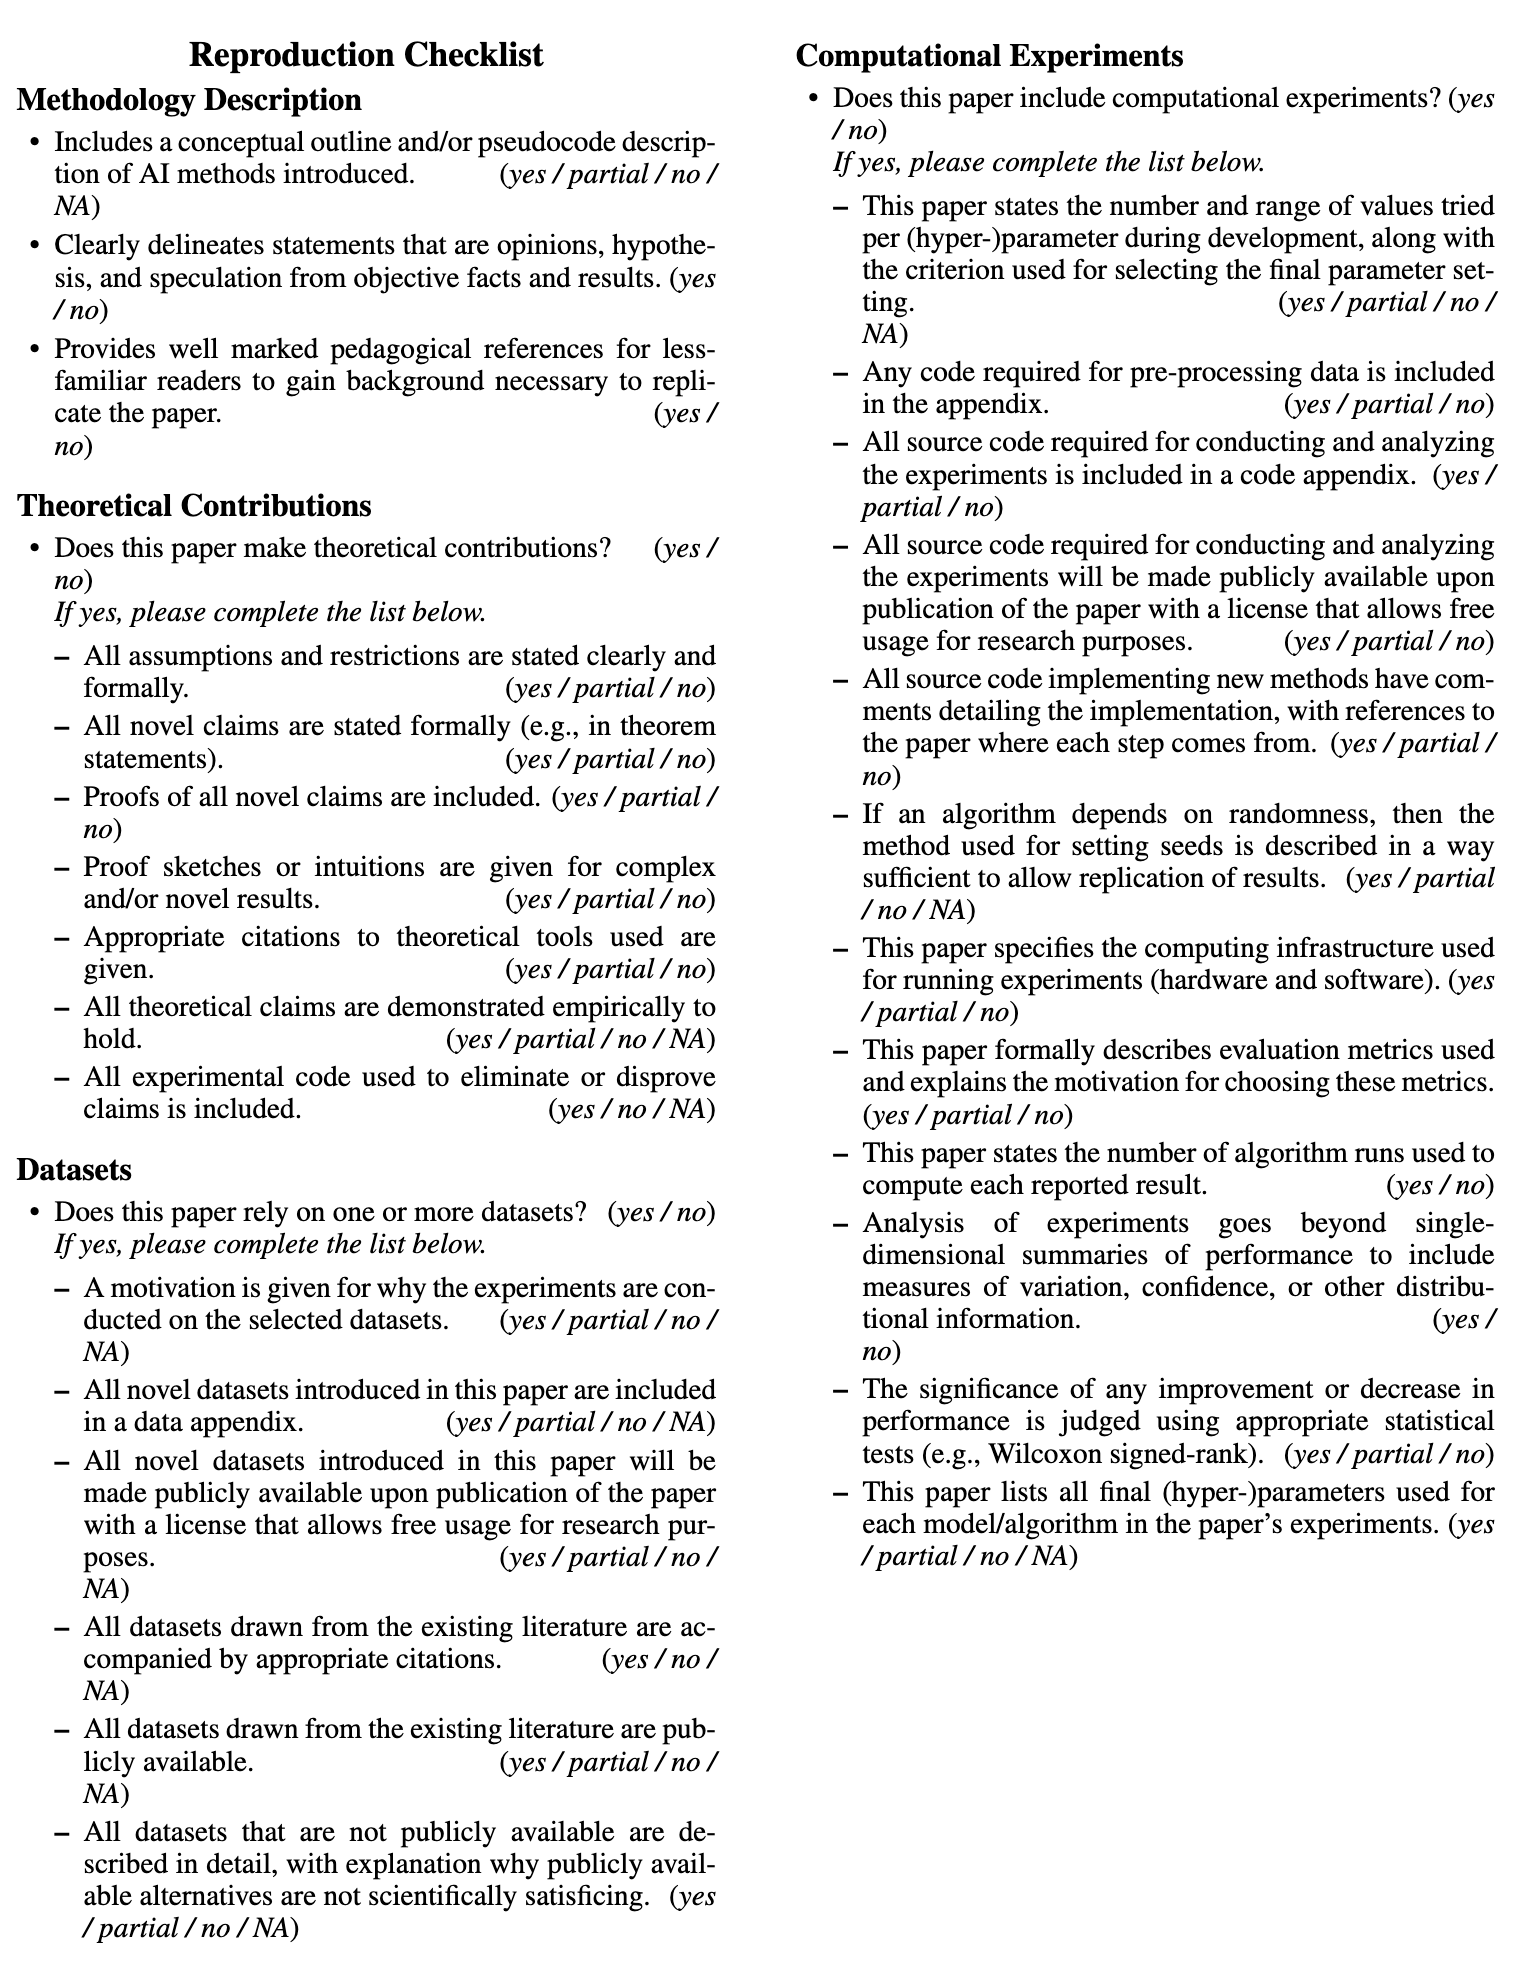 Reproduction Checklist
Methodology Description
• Includes a conceptual outline and/or pseudocode descrip-
tion of AI methods introduced. (yes / partial / no /
NA)
• Clearly delineates statements that are opinions, hypothe-
sis, and speculation from objective facts and results. (yes
/ no)
• Provides well marked pedagogical references for less-
familiar readers to gain background necessary to repli-
cate the paper. (yes /
no)
Theoretical Contributions
• Does this paper make theoretical contributions? (yes /
no)
If yes, please complete the list below.
– All assumptions and restrictions are stated clearly and
formally. (yes / partial / no)
– All novel claims are stated formally (e.g., in theorem
statements). (yes / partial / no)
– Proofs of all novel claims are included. (yes / partial /
no)
– Proof sketches or intuitions are given for complex
and/or novel results. (yes / partial / no)
– Appropriate citations to theoretical tools used are
given. (yes / partial / no)
– All theoretical claims are demonstrated empirically to
hold. (yes / partial / no / NA)
– All experimental code used to eliminate or disprove
claims is included. (yes / no / NA)
Datasets
• Does this paper rely on one or more datasets? (yes / no)
If yes, please complete the list below.
– A motivation is given for why the experiments are con-
ducted on the selected datasets. (yes / partial / no /
NA)
– All novel datasets introduced in this paper are included
in a data appendix. (yes / partial / no / NA)
– All novel datasets introduced in this paper will be
made publicly available upon publication of the paper
with a license that allows free usage for research pur-
poses. (yes / partial / no /
NA)
– All datasets drawn from the existing literature are ac-
companied by appropriate citations. (yes / no /
NA)
– All datasets drawn from the existing literature are pub-
licly available. (yes / partial / no /
NA)
– All datasets that are not publicly available are de-
scribed in detail, with explanation why publicly avail-
able alternatives are not scientifically satisficing. (yes
/ partial / no / NA)
Computational Experiments
• Does this paper include computational experiments? (yes
/ no)
If yes, please complete the list below.
– This paper states the number and range of values tried
per (hyper-)parameter during development, along with
the criterion used for selecting the final parameter set-
ting. (yes / partial / no /
NA)
– Any code required for pre-processing data is included
in the appendix. (yes / partial / no)
– All source code required for conducting and analyzing
the experiments is included in a code appendix. (yes /
partial / no)
– All source code required for conducting and analyzing
the experiments will be made publicly available upon
publication of the paper with a license that allows free
usage for research purposes. (yes / partial / no)
– All source code implementing new methods have com-
ments detailing the implementation, with references to
the paper where each step comes from. (yes / partial /
no)
– If an algorithm depends on randomness, then the
method used for setting seeds is described in a way
sufficient to allow replication of results. (yes / partial
/ no / NA)
– This paper specifies the computing infrastructure used
for running experiments (hardware and software). (yes
/ partial / no)
– This paper formally describes evaluation metrics used
and explains the motivation for choosing these metrics.
(yes / partial / no)
– This paper states the number of algorithm runs used to
compute each reported result. (yes / no)
– Analysis of experiments goes beyond single-
dimensional summaries of performance to include
measures of variation, confidence, or other distribu-
tional information. (yes /
no)
– The significance of any improvement or decrease in
performance is judged using appropriate statistical
tests (e.g., Wilcoxon signed-rank). (yes / partial / no)
– This paper lists all final (hyper-)parameters used for
each model/algorithm in the paper’s experiments. (yes
/ partial / no / NA)